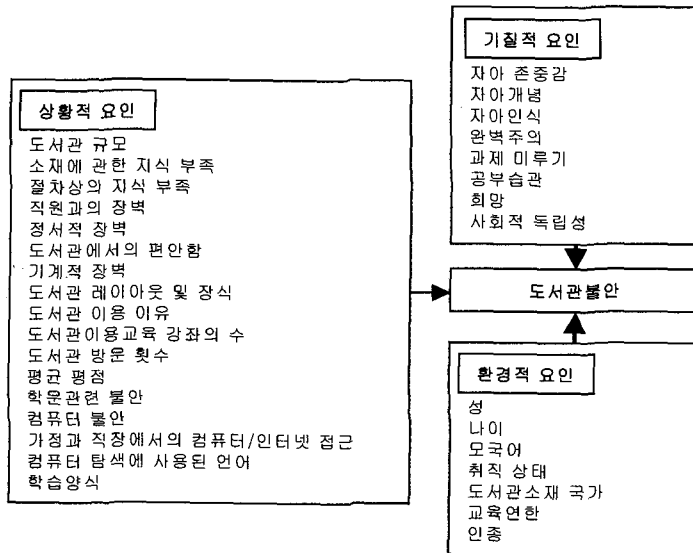 상황적 요인
도서관 규모
소재에 관한 지식 부족
절차상의 지식 부족
직원과의 장벽
정서적 장벽
도서관에서의 편안함
기계적 장벽
도서관 레이아웃 및 장식
도서관 이용 이유
도서관이용교육 강좌의 수
도서관 방문 횟수
평균 평점
학문관련 불안
컴퓨터 불안
가정과 직장에서의 컴퓨터/인터넷 접근
컴퓨터 탐색에 사용된 언어
학습양식
기질적 요인
자아 존중감
자아개념
자아인식
완벽주의
과제 미루기
공부습관
희망
사회적 독립성
도서관불안
환경적 요인
성
나이
모국어
취직 상태
도서관소재 국가
교육연한
인종